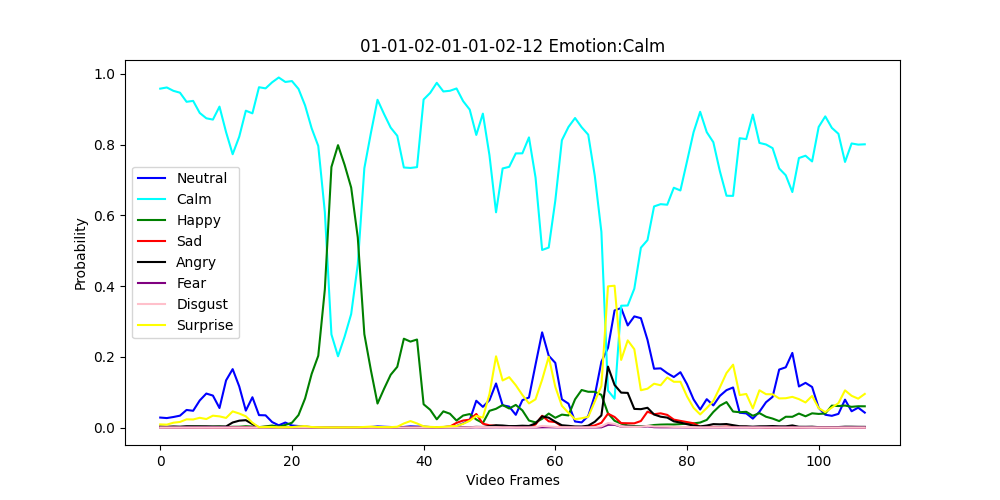 01-01-02-01-01-02-12 Emotion:Calm
1.0
0.8
0.6
0.4
0.2
0.0
Probability
Neutral
Calm
Happy
Sad
Angry
Fear
Disgust
Surprise
0 20 40 60 80 100
Video Frames